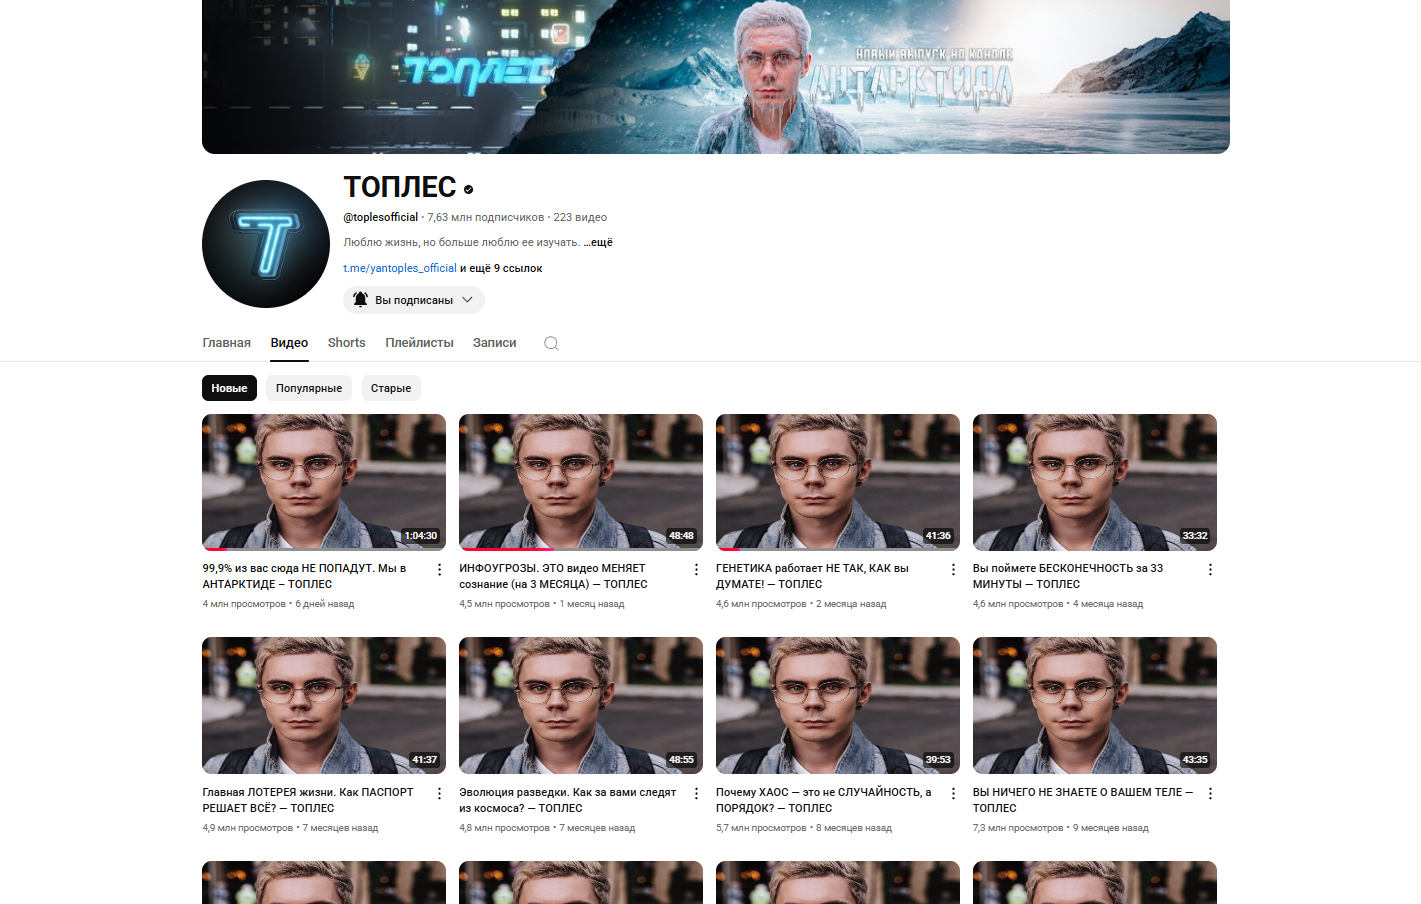 ТОПЛЕС
НОВЫЙ ВЫПУСК НА КАНАЛЕ
АНТАРКТИДА
T
ТОПЛЕС
@toplesofficial • 7,63 млн подписчиков • 223 видео
Люблю жизнь, но больше люблю ее изучать. ...ещё
t.me/yantoples_official и ещё 9 ссылок
Вы подписаны
Главная Видео Shorts Плейлисты Записи
Новые Популярные Старые
1:04:30 48:48 41:36 33:32
99,9% из вас сюда НЕ ПОПАДУТ. Мы в
АНТАРКТИДЕ – ТОПЛЕС
4 млн просмотров • 6 дней назад
ИНФОУГРОЗЫ. ЭТО видео МЕНЯЕТ
сознание (на 3 МЕСЯЦА) — ТОПЛЕС
4,5 млн просмотров • 1 месяц назад
ГЕНЕТИКА работает НЕ ТАК, КАК вы
ДУМАТЕ! — ТОПЛЕС
4,6 млн просмотров • 2 месяца назад
Вы поймете БЕСКОНЕЧНОСТЬ за 33
МИНУТЫ — ТОПЛЕС
4,6 млн просмотров • 4 месяца назад
41:37 48:55 39:53 43:35
Главная ЛОТЕРЕЯ жизни. Как ПАСПОРТ
РЕШАЕТ ВСЁ? — ТОПЛЕС
4,9 млн просмотров • 7 месяцев назад
Эволюция разведки. Как за вами следят
из космоса? — ТОПЛЕС
4,8 млн просмотров • 7 месяцев назад
Почему ХАОС — это не СЛУЧАЙНОСТЬ, а
ПОРЯДОК? — ТОПЛЕС
5,7 млн просмотров • 8 месяцев назад
ВЫ НИЧЕГО НЕ ЗНАЕТЕ О ВАШЕМ ТЕЛЕ —
ТОПЛЕС
7,3 млн просмотров • 9 месяцев назад